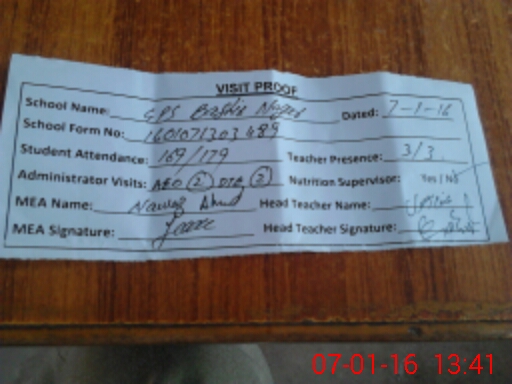 VISIT PROOF
School Name: GPS Basti Nagar Dated: 7-1-16
School Form No: 1601071303489
Student Attendance: 169/179 Teacher Presence: 3/3
Administrator Visits: AEO (2) DTE (2) Nutrition Supervisor: Yes / No
MEA Name: Nawaz Ahmd Head Teacher Name:
MEA Signature: Head Teacher Signature:
07-01-16 13:41